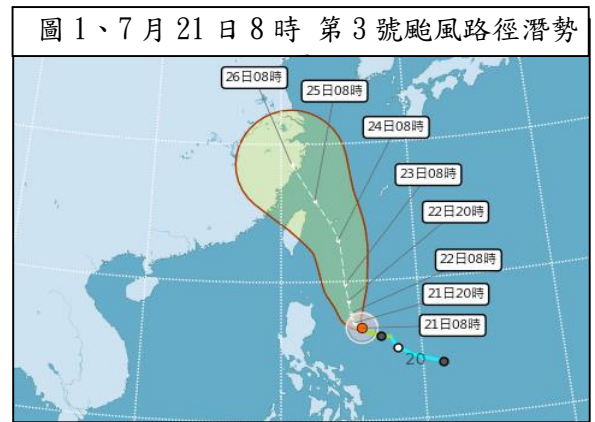 圖 1、7 月 21 日 8 時 第 3 號颱風路徑潛勢
26日08時
25日08時
24日08時
23日08時
22日20時
22日08時
21日20時
21日08時
20